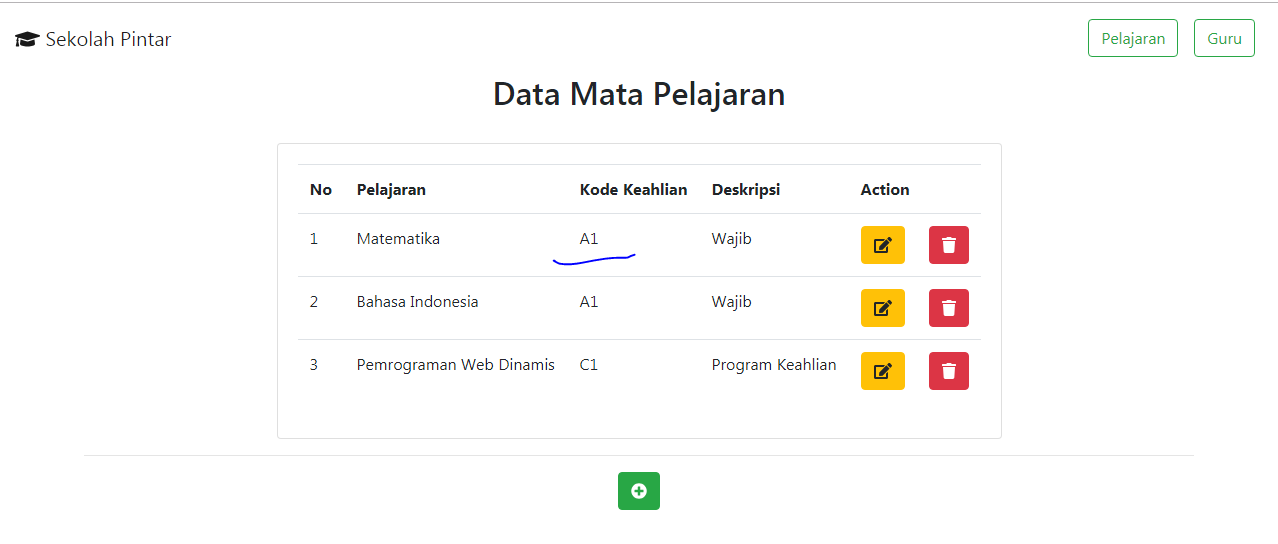 Sekolah Pintar Pelajaran Guru
Data Mata Pelajaran
No Pelajaran Kode Keahlian Deskripsi Action
1 Matematika A1 Wajib
2 Bahasa Indonesia A1 Wajib
3 Pemrograman Web Dinamis C1 Program Keahlian